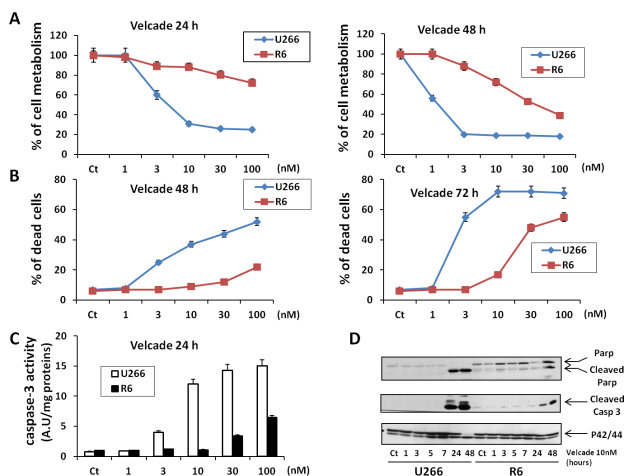 A
Velcade 24 h
U266
R6
% of cell metabolism
120
100
80
60
40
20
0
Ct 1 3 10 30 100 (nM)
Velcade 48 h
U266
R6
% of cell metabolism
120
100
80
60
40
20
0
Ct 1 3 10 30 100 (nM)
B
Velcade 48 h
U266
R6
% of dead cells
80
60
40
20
0
Ct 1 3 10 30 100 (nM)
Velcade 72 h
U266
R6
% of dead cells
80
60
40
20
0
Ct 1 3 10 30 100 (nM)
C
Velcade 24 h
U266
R6
caspase-3 activity
(A.U/mg proteins)
20
15
10
5
0
Ct 1 3 10 30 100 (nM)
D
Parp
Cleaved
Parp
Cleaved
Casp 3
P42/44
Ct 1 3 5 7 24 48 Ct 1 3 5 7 24 48 Velcade 10nM
(hours)
U266 R6